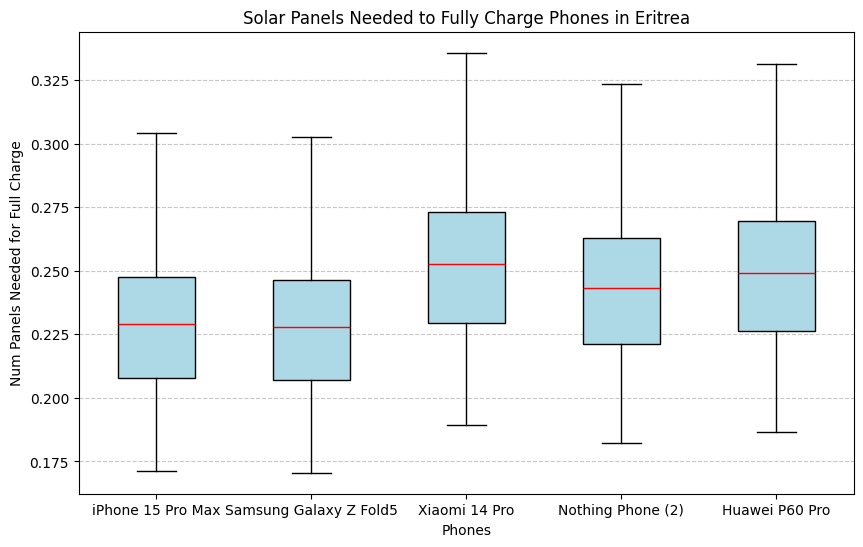 Solar Panels Needed to Fully Charge Phones in Eritrea
Num Panels Needed for Full Charge
0.325
0.300
0.275
0.250
0.225
0.200
0.175
iPhone 15 Pro Max Samsung Galaxy Z Fold5 Xiaomi 14 Pro Nothing Phone (2) Huawei P60 Pro
Phones